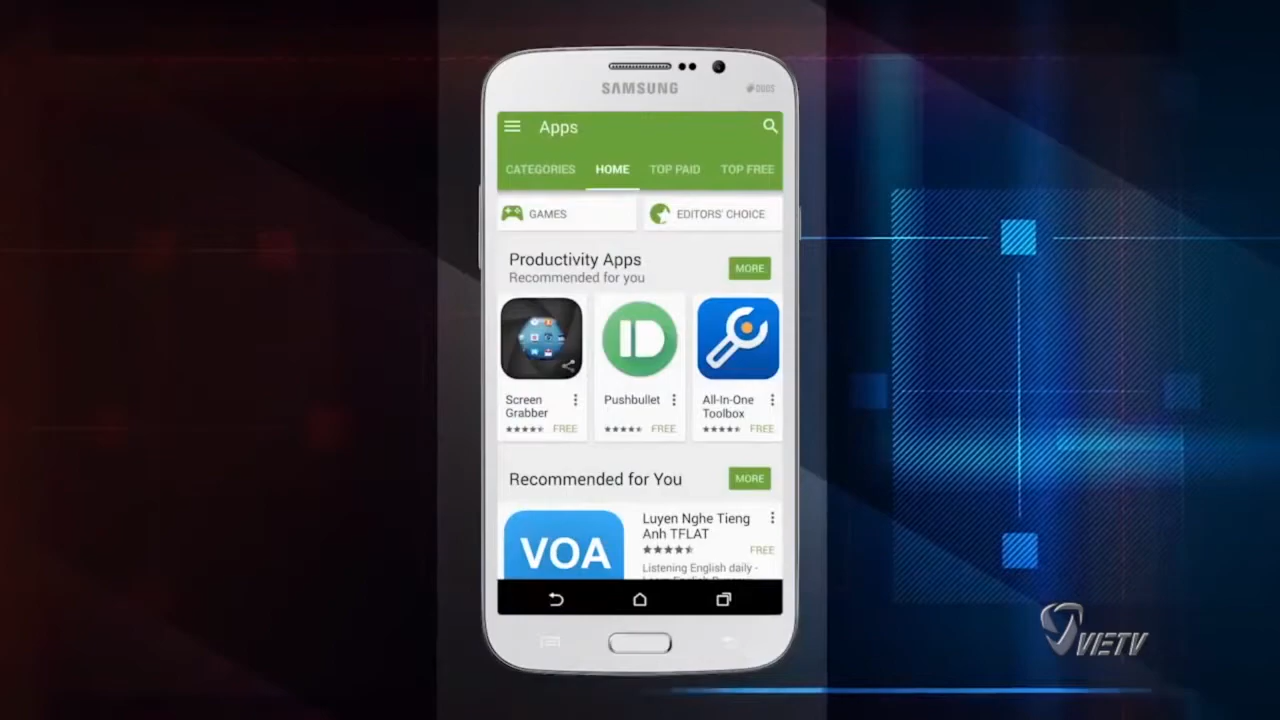 SAMSUNG
DUOS
Apps
CATEGORIES HOME TOP PAID TOP FREE
GAMES EDITORS' CHOICE
Productivity Apps
Recommended for you
MORE
Screen
Grabber
FREE
Pushbullet
FREE
All-In-One
Toolbox
FREE
Recommended for You
MORE
VOA
Luyen Nghe Tieng
Anh TFLAT
FREE
Listening English daily -
VIETV